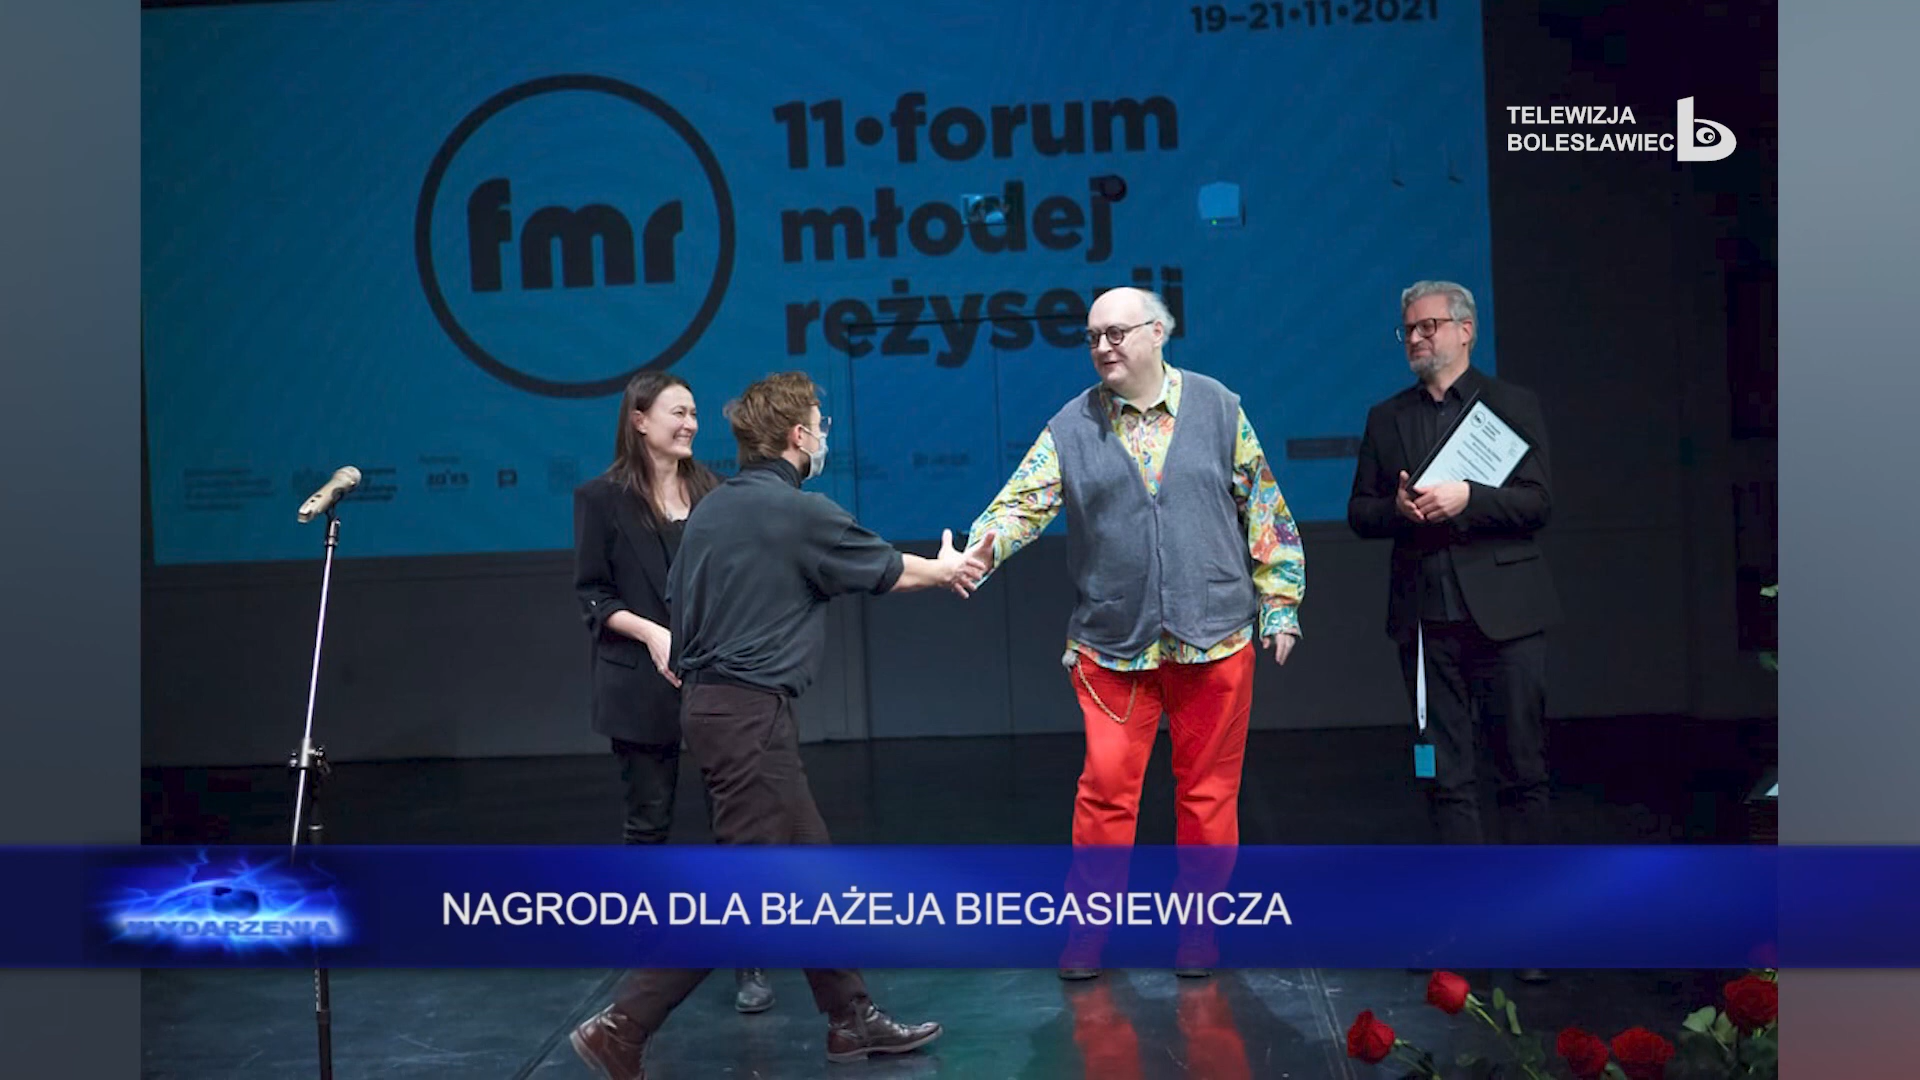 19–21•11•2021
TELEWIZJA
BOLESŁAWIEC
fmr
11•forum
młodej
reżyserii
WYDARZENIA
NAGRODA DLA BŁAŻEJA BIEGASIEWICZA